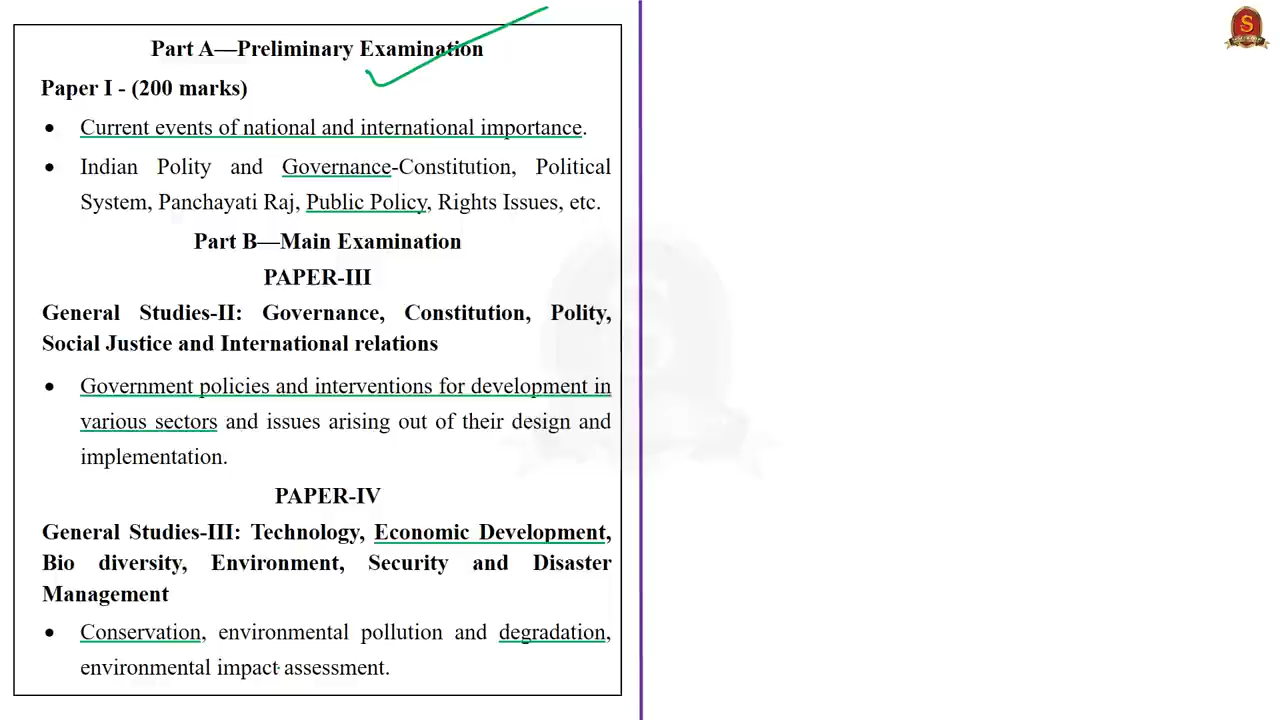 Part A—Preliminary Examination
Paper I - (200 marks)
• Current events of national and international importance.
• Indian Polity and Governance-Constitution, Political
System, Panchayati Raj, Public Policy, Rights Issues, etc.
Part B—Main Examination
PAPER-III
General Studies-II: Governance, Constitution, Polity,
Social Justice and International relations
• Government policies and interventions for development in
various sectors and issues arising out of their design and
implementation.
PAPER-IV
General Studies-III: Technology, Economic Development,
Bio diversity, Environment, Security and Disaster
Management
• Conservation, environmental pollution and degradation,
environmental impact assessment.
S